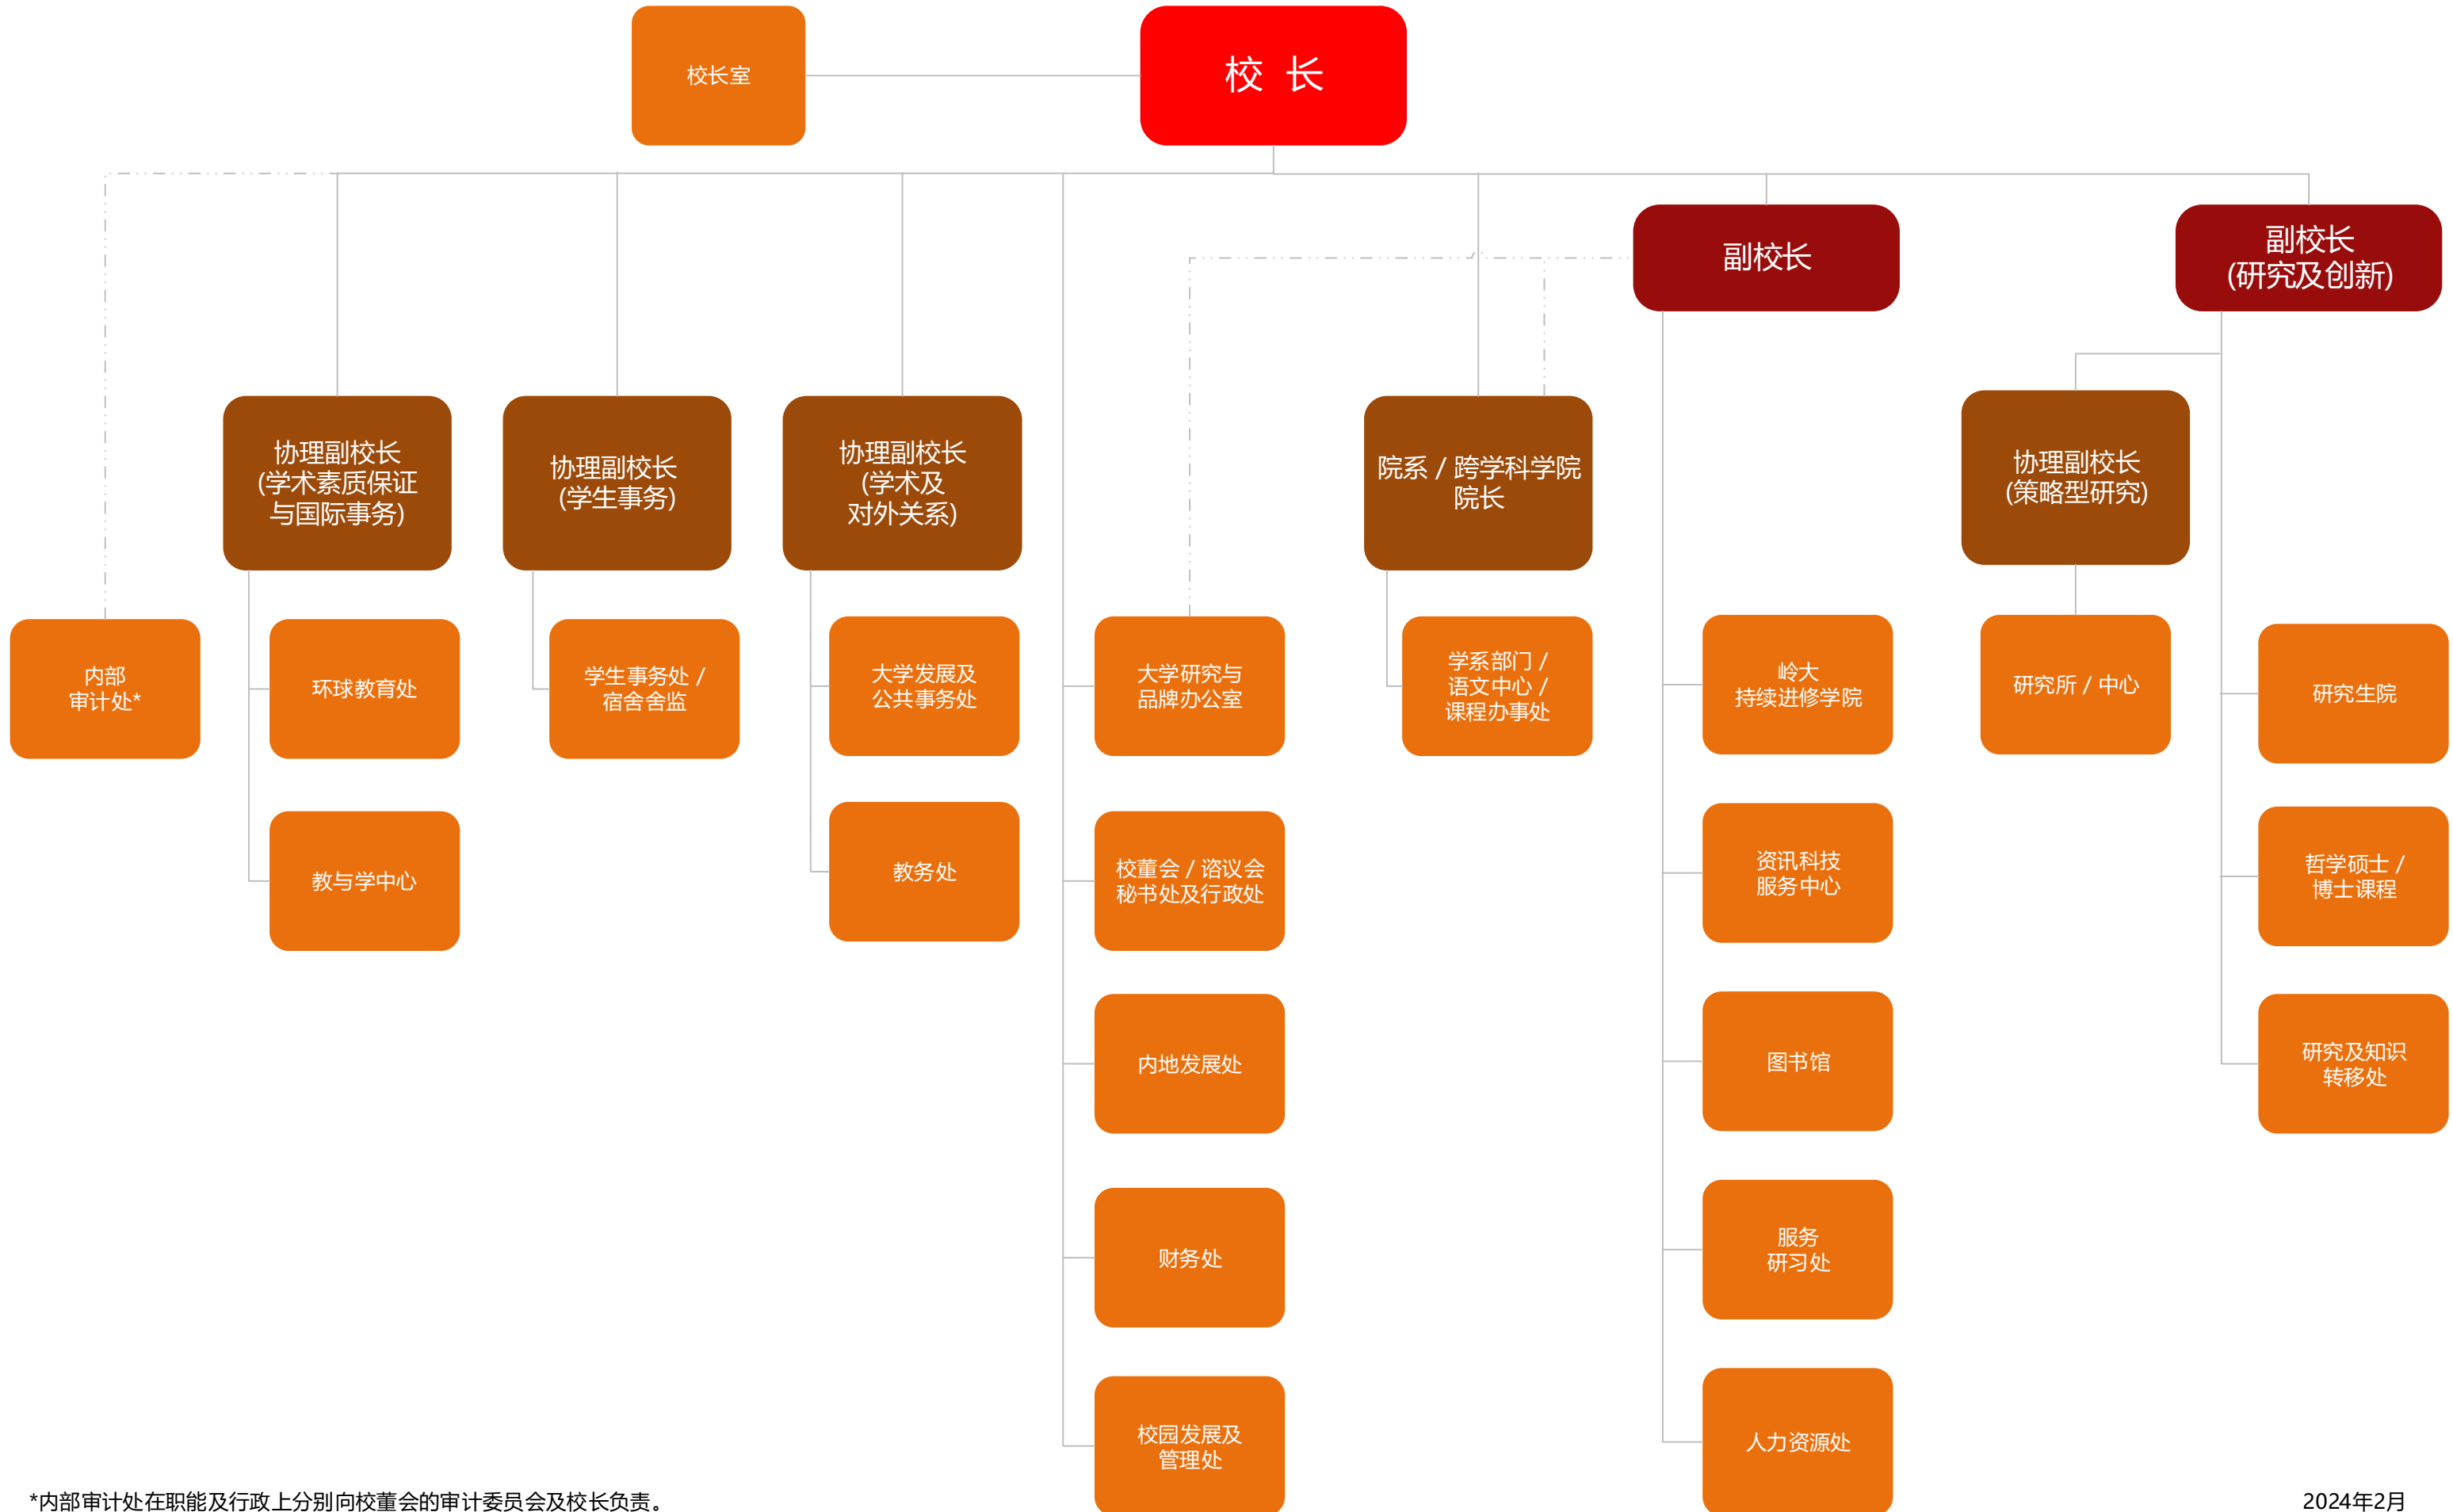 校长室
校 长
副校长
副校长
(研究及创新)
协理副校长
(学术素质保证
与国际事务)
协理副校长
(学生事务)
协理副校长
(学术及
对外关系)
院系 / 跨学科学院
院长
协理副校长
(策略型研究)
内部
审计处*
环球教育处
学生事务处 /
宿舍舍监
大学发展及
公共事务处
大学研究与
品牌办公室
学系部门 /
语文中心 /
课程办事处
岭大
持续进修学院
研究所 / 中心
研究生院
教与学中心
教务处
校董会 / 谘议会
秘书处及行政处
资讯科技
服务中心
哲学硕士 /
博士课程
内地发展处
图书馆
研究及知识
转移处
财务处
服务
研习处
校园发展及
管理处
人力资源处
*内部审计处在职能及行政上分别向校董会的审计委员会及校长负责。
2024年2月